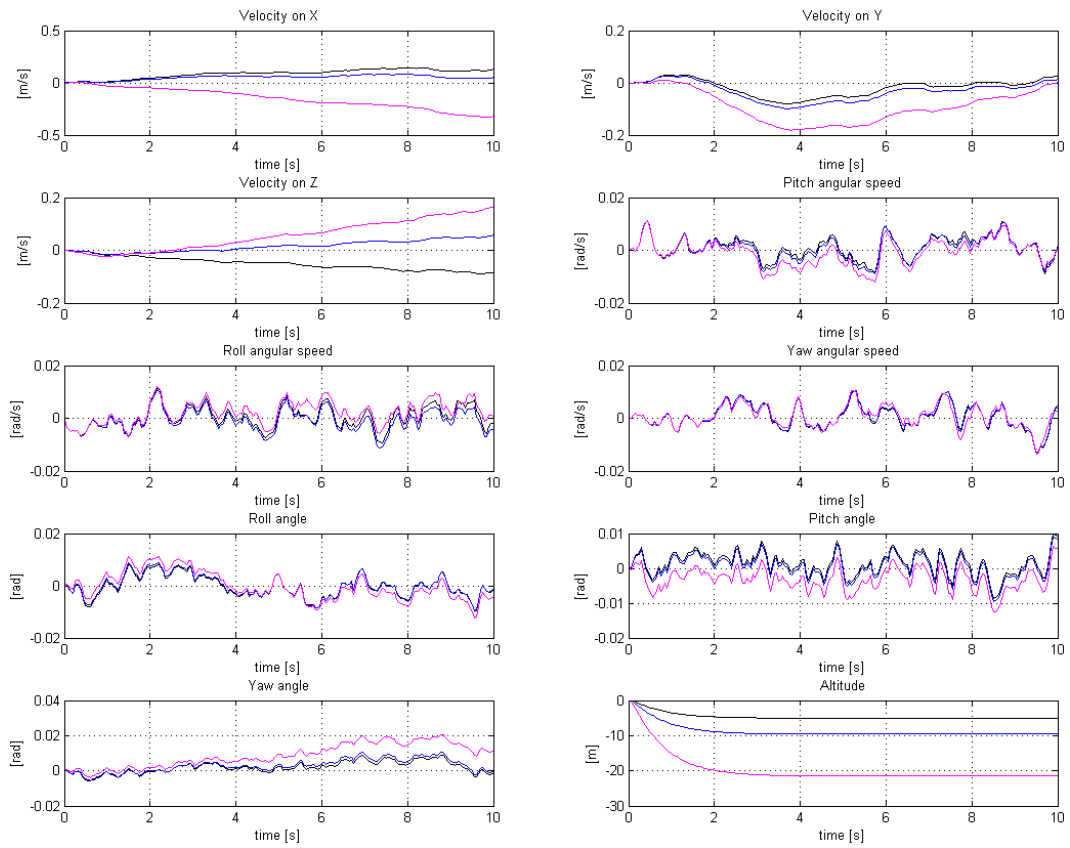 Velocity on X
0.5
0
-0.5
[m/s]
0 2 4 6 8 10
time [s]
Velocity on Y
0.2
0
-0.2
[m/s]
0 2 4 6 8 10
time [s]
Velocity on Z
0.2
0
-0.2
[m/s]
0 2 4 6 8 10
time [s]
Pitch angular speed
0.02
0
-0.02
[rad/s]
0 2 4 6 8 10
time [s]
Roll angular speed
0.02
0
-0.02
[rad/s]
0 2 4 6 8 10
time [s]
Yaw angular speed
0.02
0
-0.02
[rad/s]
0 2 4 6 8 10
time [s]
Roll angle
0.02
0
-0.02
[rad]
0 2 4 6 8 10
time [s]
Pitch angle
0.01
0
-0.01
-0.02
[rad]
0 2 4 6 8 10
time [s]
Yaw angle
0.04
0.02
0
-0.02
[rad]
0 2 4 6 8 10
time [s]
Altitude
0
-10
-20
-30
[m]
0 2 4 6 8 10
time [s]